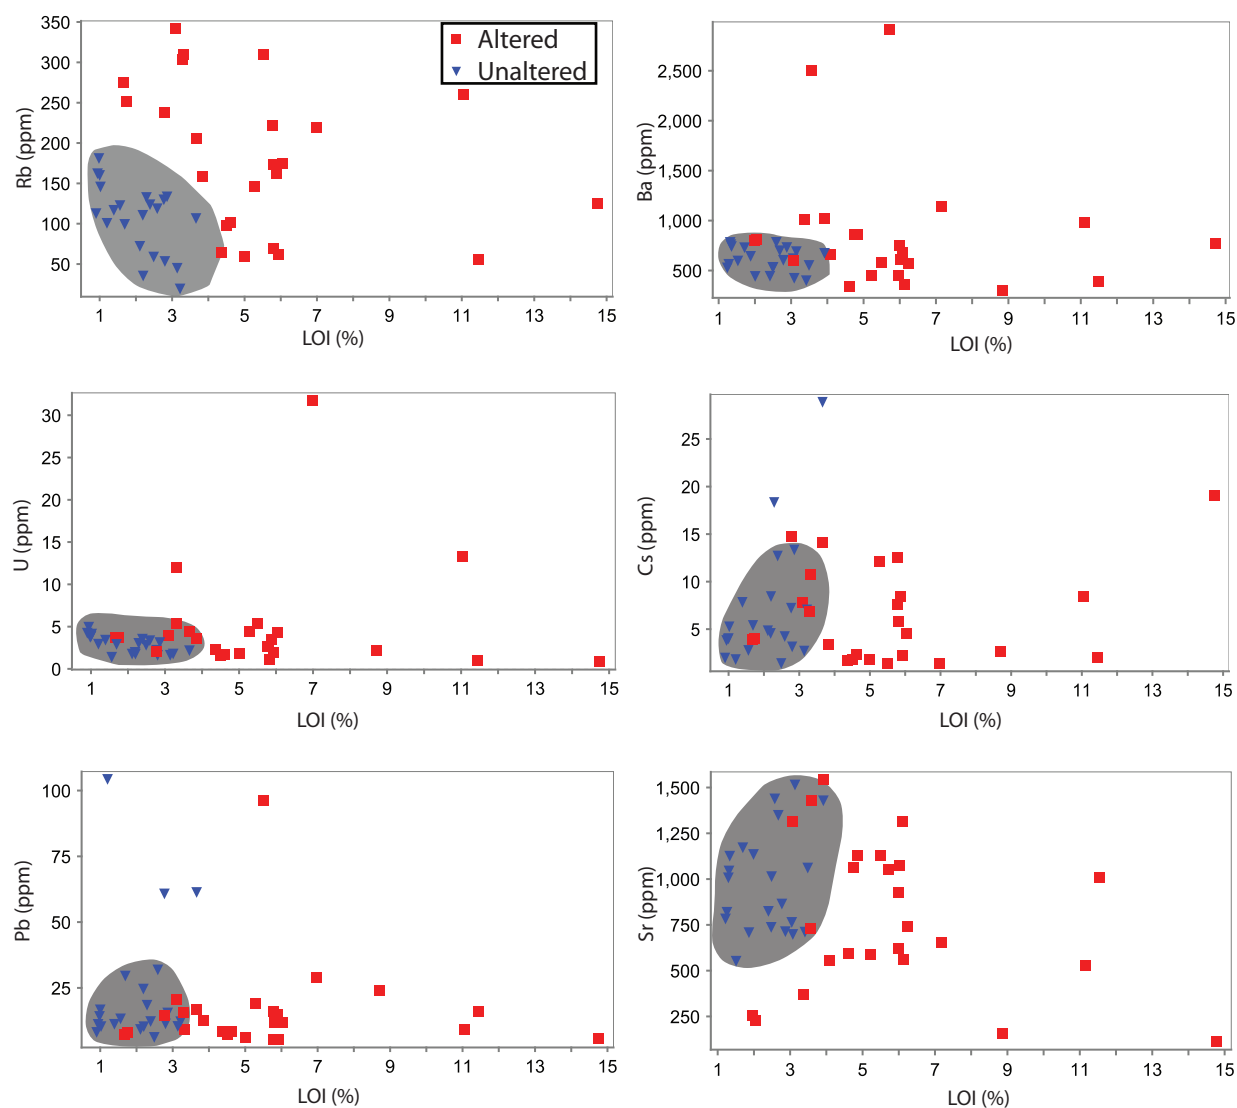 350
300
250
200
150
100
50
Rb (ppm)
Altered
Unaltered
1 3 5 7 9 11 13 15
LOI (%)
2,500
2,000
1,500
1,000
500
Ba (ppm)
1 3 5 7 9 11 13 15
LOI (%)
30
25
20
15
10
5
0
U (ppm)
1 3 5 7 9 11 13 15
LOI (%)
25
20
15
10
5
Cs (ppm)
1 3 5 7 9 11 13 15
LOI (%)
100
75
50
25
Pb (ppm)
1 3 5 7 9 11 13 15
LOI (%)
1,500
1,250
1,000
750
500
250
Sr (ppm)
1 3 5 7 9 11 13 15
LOI (%)